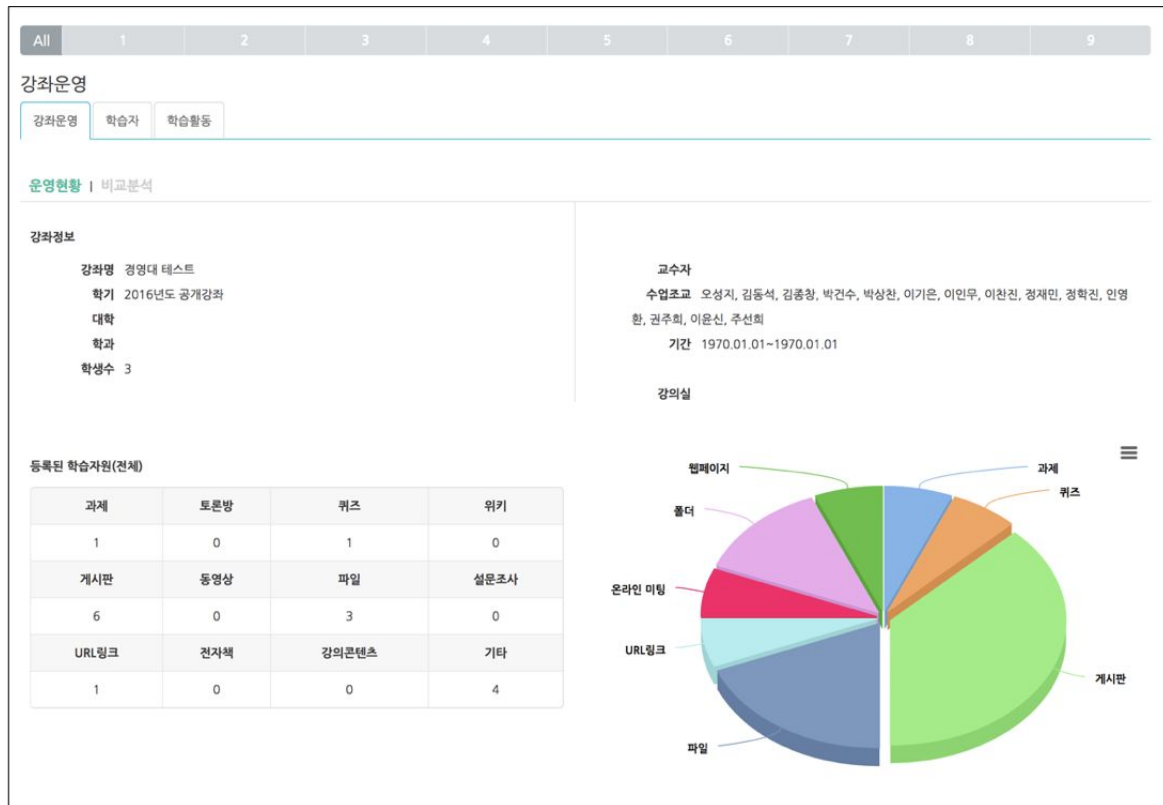 All 1 2 3 4 5 6 7 8 9
강좌운영
강좌운영 학습자 학습활동
운영현황 | 비교분석
강좌정보
강좌명 경영대 테스트
학기 2016년도 공개강좌
대학
학과
학생수 3
교수자
수업조교 오성지, 김동석, 김종창, 박건수, 박상찬, 이기은, 이인무, 이찬진, 정재민, 정학진, 인영
환, 권주희, 이윤신, 주선희
기간 1970.01.01~1970.01.01
강의실
등록된 학습자원(전체)
과제 토론방 퀴즈 위키
1 0 1 0
게시판 동영상 파일 설문조사
6 0 3 0
URL링크 전자책 강의콘텐츠 기타
1 0 0 4
웹페이지
과제
퀴즈
폴더
온라인 미팅
URL링크
게시판
파일